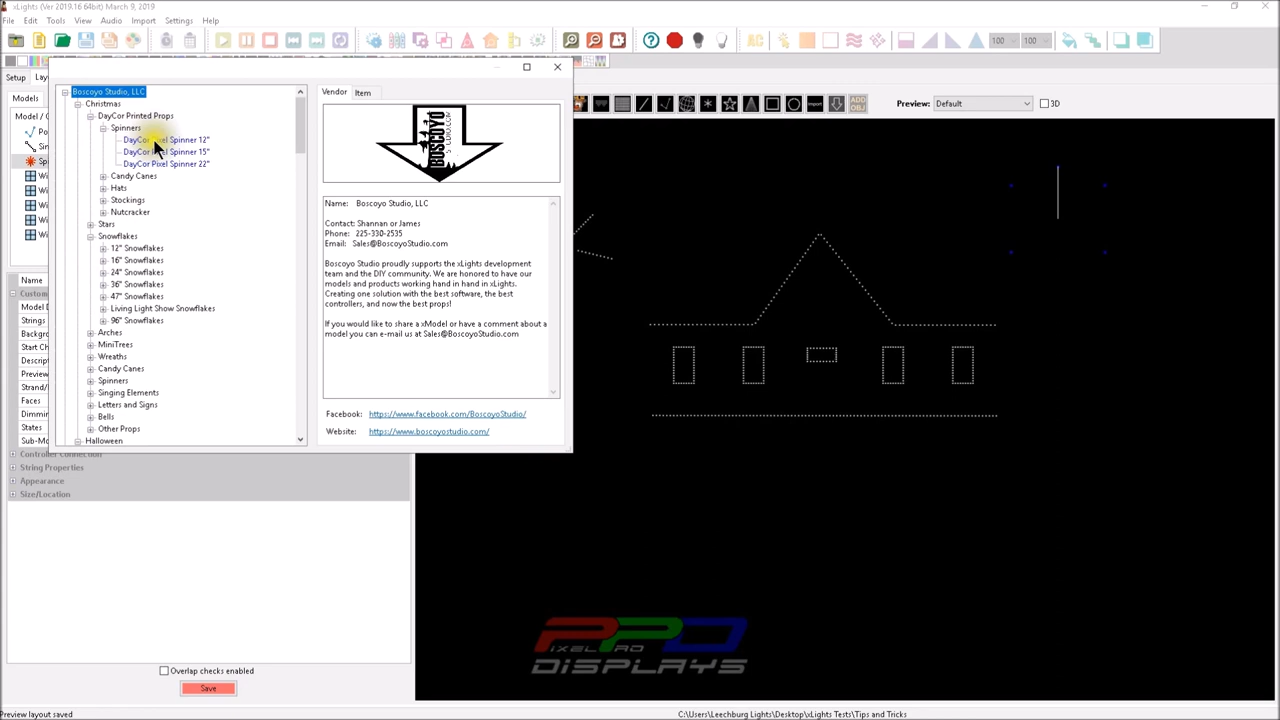 xLights (Ver 2019.16 64bit) March 9, 2019
File Edit Tools View Audio Import Settings Help
100 100
Setup
Models
Preview: Default 3D
import
ADD OBJ
Name
Strings
Faces
States
Controller Connection
String Properties
Appearance
Size/Location
Boscoyo Studio, LLC
Christmas
DayCor Printed Props
Spinners
DayCor Pixel Spinner 12"
DayCor Pixel Spinner 15"
DayCor Pixel Spinner 22"
Candy Canes
Hats
Stockings
Nutcracker
Stars
Snowflakes
12" Snowflakes
16" Snowflakes
24" Snowflakes
36" Snowflakes
47" Snowflakes
Living Light Show Snowflakes
96" Snowflakes
Arches
MiniTrees
Wreaths
Candy Canes
Spinners
Singing Elements
Letters and Signs
Bells
Other Props
Halloween
Vendor Item
BOSCOYO
STUDIO.COM
Name: Boscoyo Studio, LLC
Contact: Shannan or James
Phone: 225-330-2535
Email: Sales@BoscoyoStudio.com
Boscoyo Studio proudly supports the xLights development
team and the DIY community. We are honored to have our
models and products working hand in hand in xLights.
Creating one solution with the best software, the best
controllers, and now the best props!
If you would like to share a xModel or have a comment about a
model you can e-mail us at Sales@BoscoyoStudio.com
Facebook: https://www.facebook.com/BoscoyoStudio/
Website: https://www.boscoyostudio.com/
PIXEL PRO
DISPLAYS
Overlap checks enabled
Save
Preview layout saved
C:\Users\Leechburg Lights\Desktop\xLights Tests\Tips and Tricks